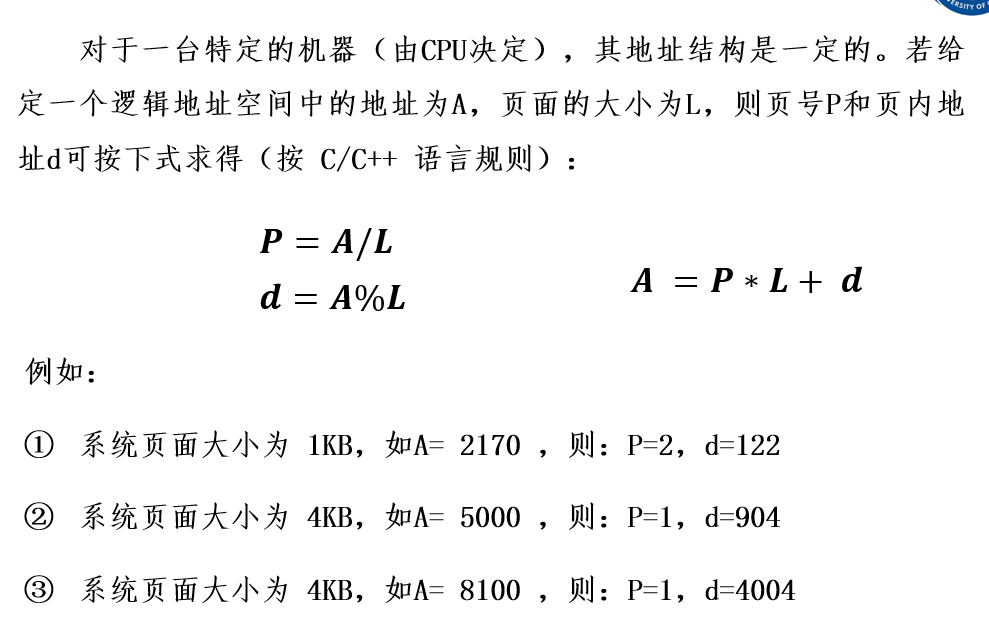 对于一台特定的机器（由CPU决定），其地址结构是一定的。若给
定一个逻辑地址空间中的地址为A，页面的大小为L，则页号P和页内地
址d可按下式求得（按 C/C++ 语言规则）：
P = A/L
d = A%L
A = P * L + d
例如：
① 系统页面大小为 1KB，如A= 2170 ，则：P=2，d=122
② 系统页面大小为 4KB，如A= 5000 ，则：P=1，d=904
③ 系统页面大小为 4KB，如A= 8100 ，则：P=1，d=4004